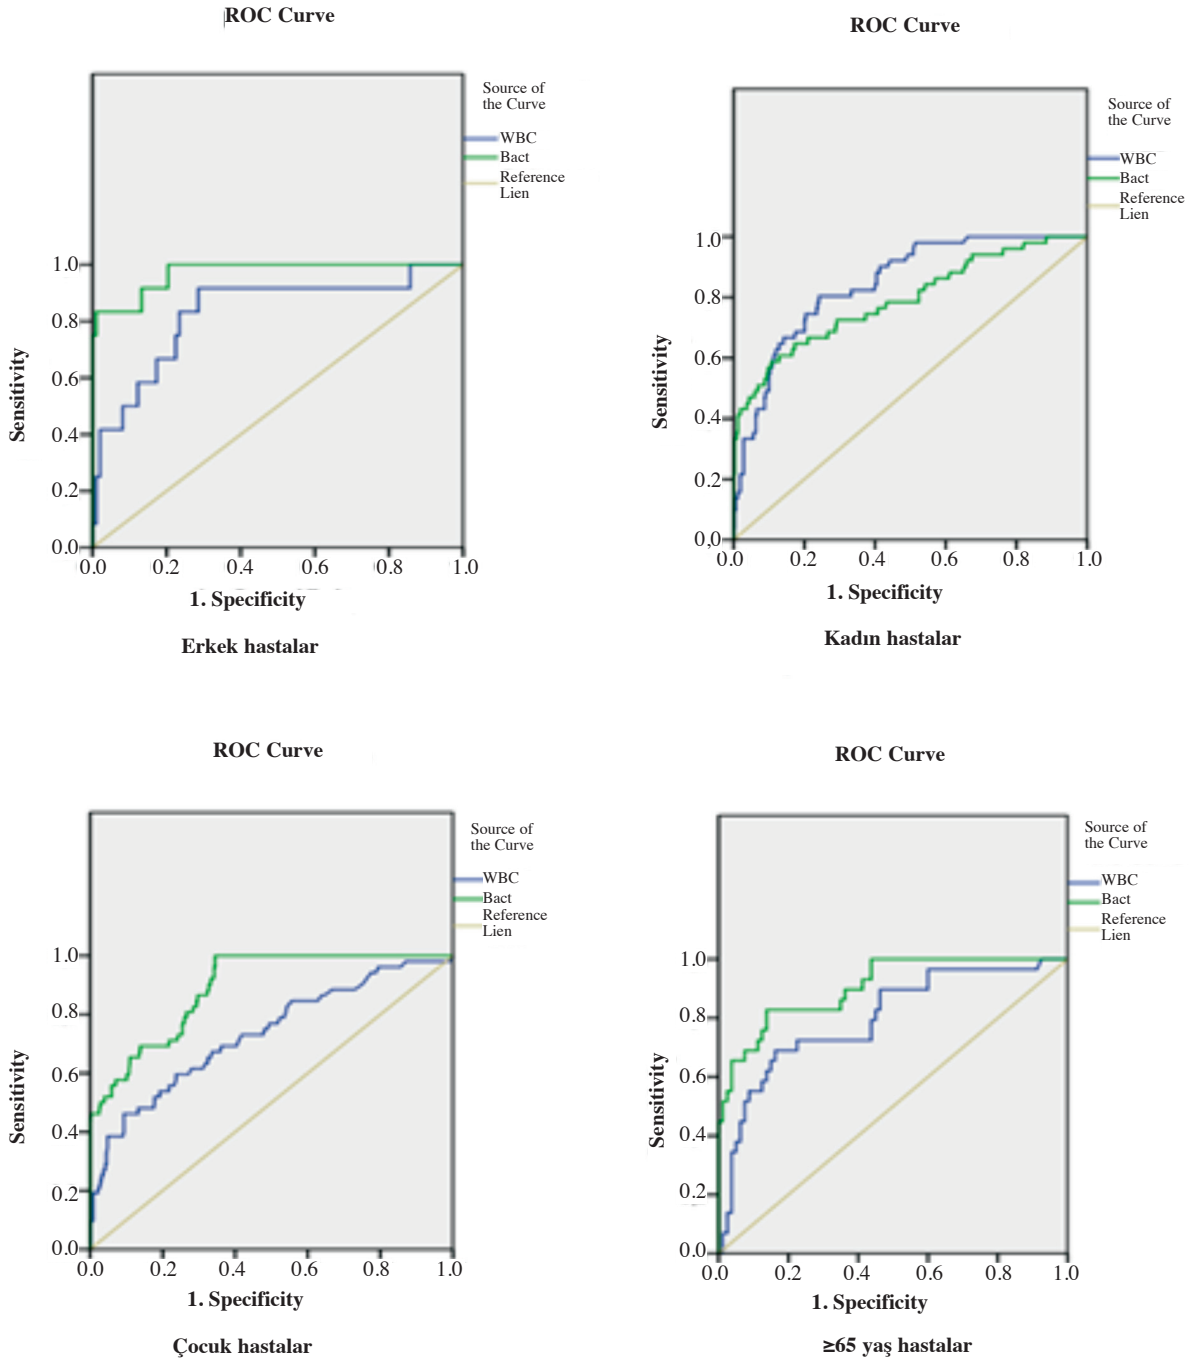 ROC Curve
Source of
the Curve
WBC
Bact
Reference
Lien
1.0
0.8
0.6
0.4
0.2
0.0
Sensitivity
0.0 0.2 0.4 0.6 0.8 1.0
1. Specificity
Erkek hastalar
ROC Curve
Source of
the Curve
WBC
Bact
Reference
Lien
1.0
0.8
0.6
0.4
0.2
0,0
Sensitivity
0.0 0.2 0.4 0.6 0.8 1.0
1. Specificity
Kadın hastalar
ROC Curve
Source of
the Curve
WBC
Bact
Reference
Lien
1.0
0.8
0.6
0.4
0.2
0.0
Sensitivity
0.0 0.2 0.4 0.6 0.8 1.0
1. Specificity
Çocuk hastalar
ROC Curve
Source of
the Curve
WBC
Bact
Reference
Lien
1.0
0.8
0.6
0.4
0.2
0.0
Sensitivity
0.0 0.2 0.4 0.6 0.8 1.0
1. Specificity
≥65 yaş hastalar